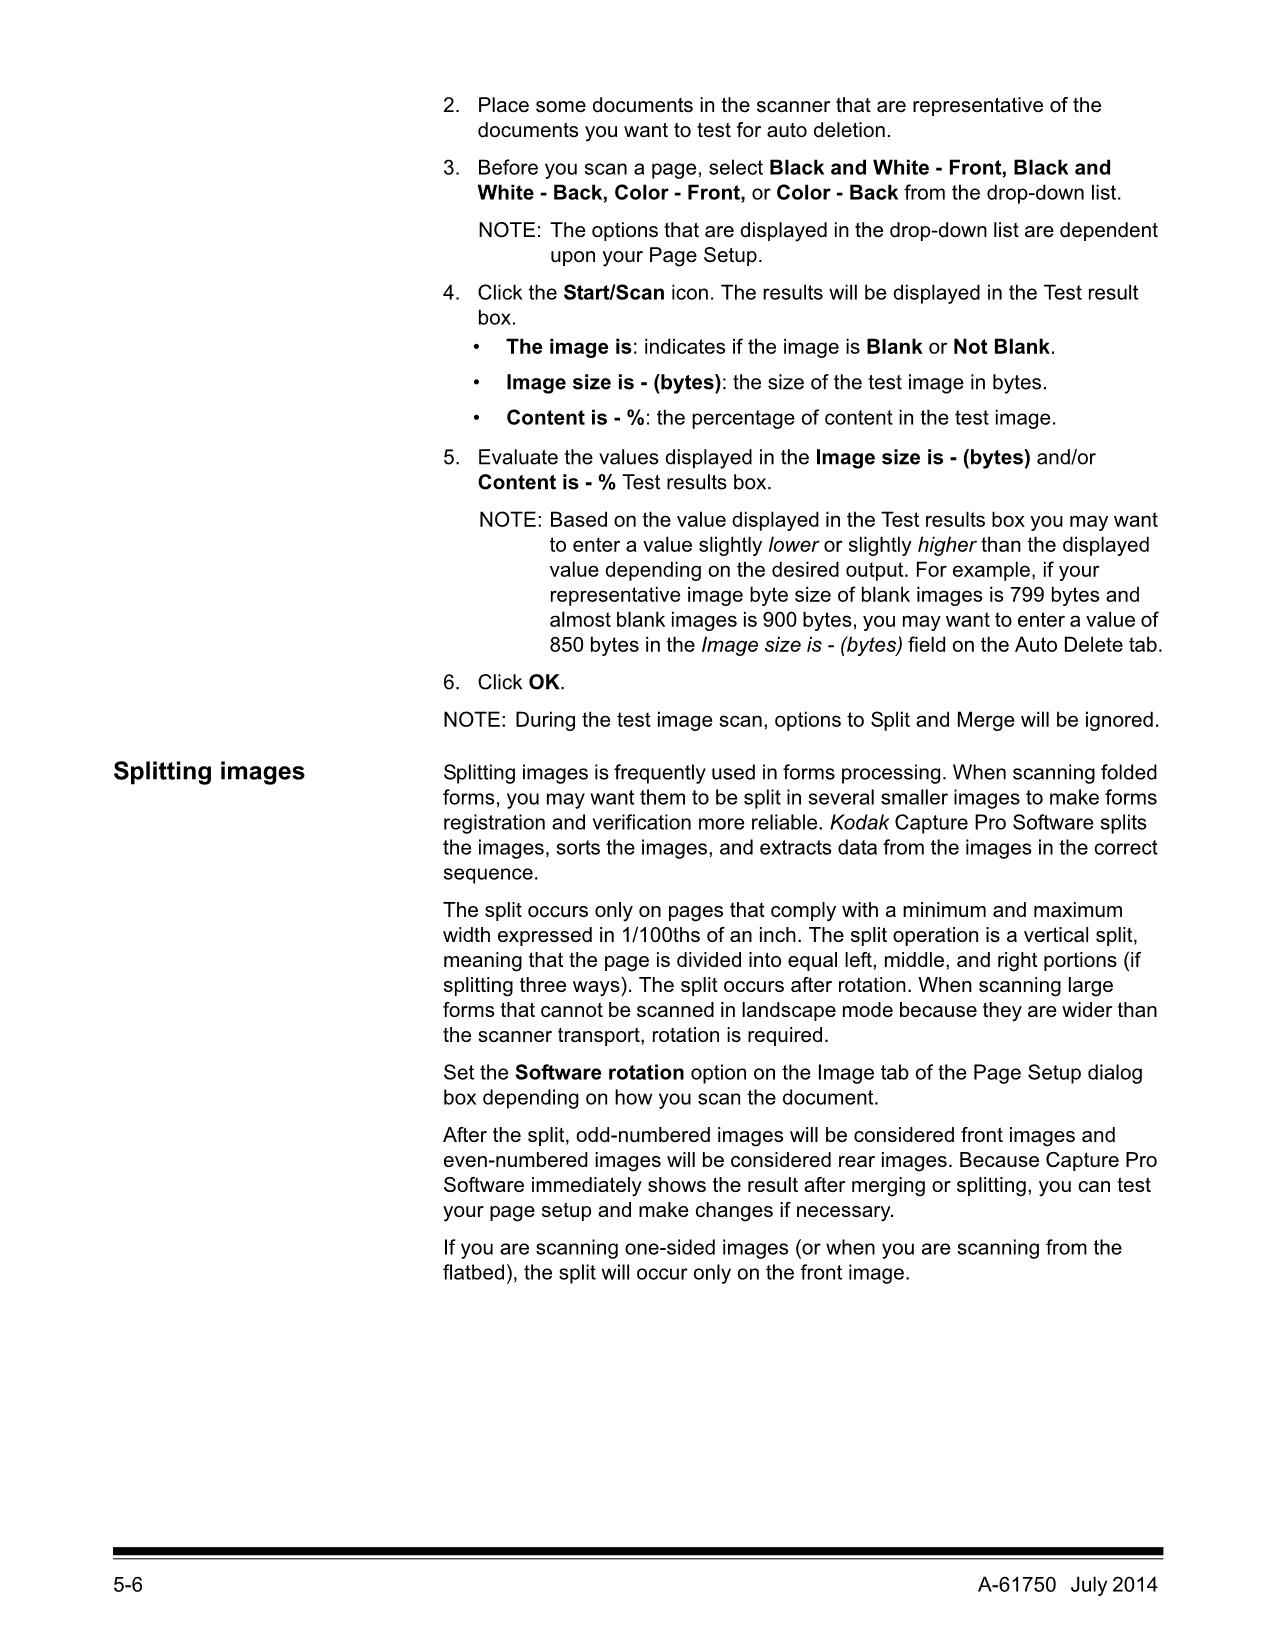 2. Place some documents in the scanner that are representative of the
documents you want to test for auto deletion.
3. Before you scan a page, select Black and White - Front, Black and
White - Back, Color - Front, or Color - Back from the drop-down list.
NOTE: The options that are displayed in the drop-down list are dependent
upon your Page Setup.
4. Click the Start/Scan icon. The results will be displayed in the Test result
box.
• The image is: indicates if the image is Blank or Not Blank.
• Image size is - (bytes): the size of the test image in bytes.
• Content is - %: the percentage of content in the test image.
5. Evaluate the values displayed in the Image size is - (bytes) and/or
Content is - % Test results box.
NOTE: Based on the value displayed in the Test results box you may want
to enter a value slightly lower or slightly higher than the displayed
value depending on the desired output. For example, if your
representative image byte size of blank images is 799 bytes and
almost blank images is 900 bytes, you may want to enter a value of
850 bytes in the Image size is - (bytes) field on the Auto Delete tab.
6. Click OK.
NOTE: During the test image scan, options to Split and Merge will be ignored.
Splitting images
Splitting images is frequently used in forms processing. When scanning folded
forms, you may want them to be split in several smaller images to make forms
registration and verification more reliable. Kodak Capture Pro Software splits
the images, sorts the images, and extracts data from the images in the correct
sequence.
The split occurs only on pages that comply with a minimum and maximum
width expressed in 1/100ths of an inch. The split operation is a vertical split,
meaning that the page is divided into equal left, middle, and right portions (if
splitting three ways). The split occurs after rotation. When scanning large
forms that cannot be scanned in landscape mode because they are wider than
the scanner transport, rotation is required.
Set the Software rotation option on the Image tab of the Page Setup dialog
box depending on how you scan the document.
After the split, odd-numbered images will be considered front images and
even-numbered images will be considered rear images. Because Capture Pro
Software immediately shows the result after merging or splitting, you can test
your page setup and make changes if necessary.
If you are scanning one-sided images (or when you are scanning from the
flatbed), the split will occur only on the front image.
5-6 A-61750 July 2014